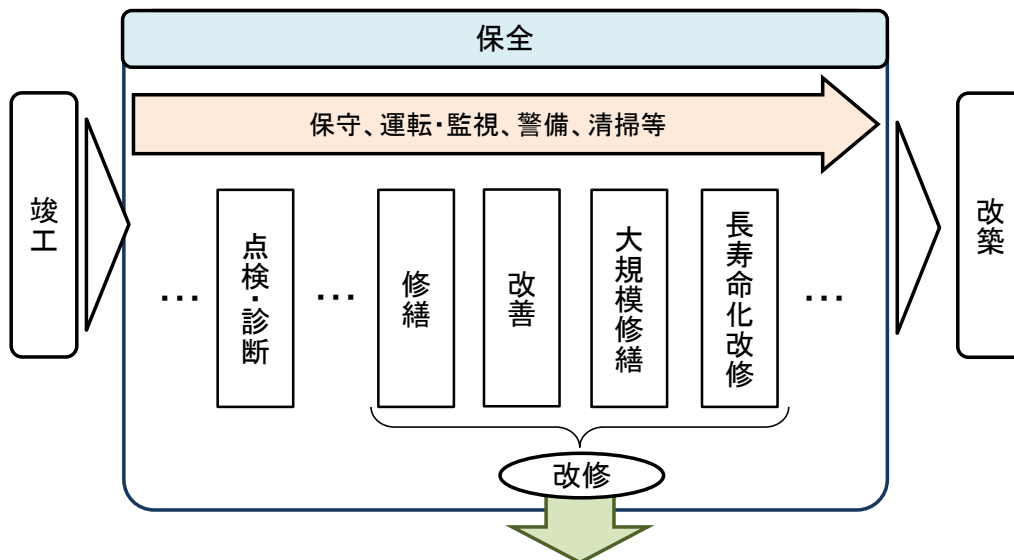 保全
保守、運転・監視、警備、清掃等
竣工
…
点検・診断
…
修繕
改善
大規模修繕
長寿命化改修
…
改築
改修